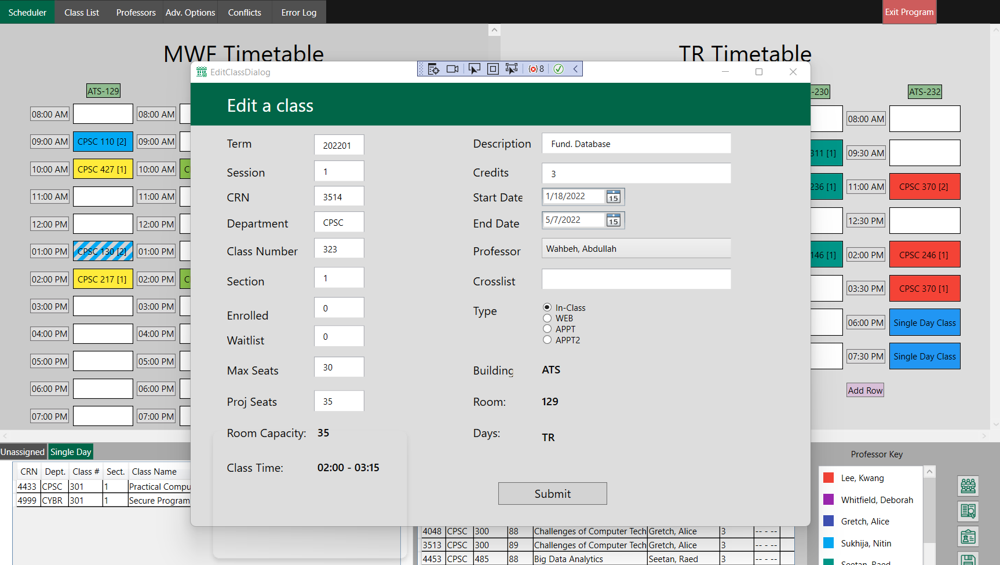 Scheduler Class List Professors Adv. Options Conflicts Error Log Exit Program
MWF Timetable
TR Timetable
EditClassDialog
8
Edit a class
ATS-129
08:00 AM 08:00 AM
09:00 AM CPSC 110 [2] 09:00 AM
10:00 AM CPSC 427 [1] 10:00 AM C
11:00 AM 11:00 AM
12:00 PM 12:00 PM
01:00 PM CPSC 130 [2] 01:00 PM
02:00 PM CPSC 217 [1] 02:00 PM C
03:00 PM 03:00 PM
04:00 PM 04:00 PM
05:00 PM 05:00 PM
06:00 PM 06:00 PM
07:00 PM 07:00 PM
Term 202201
Session 1
CRN 3514
Department CPSC
Class Number 323
Section 1
Enrolled 0
Waitlist 0
Max Seats 30
Proj Seats 35
Room Capacity: 35
Class Time: 02:00 - 03:15
Description Fund. Database
Credits 3
Start Date 1/18/2022 15
End Date 5/7/2022 15
Professor Wahbeh, Abdullah
Crosslist
Type In-Class
WEB
APPT
APPT2
Building ATS
Room: 129
Days: TR
Submit
-230 ATS-232
08:00 AM
311 [1] 09:30 AM
236 [1] 11:00 AM CPSC 370 [2]
12:30 PM
146 [1] 02:00 PM CPSC 246 [1]
03:30 PM CPSC 370 [1]
06:00 PM Single Day Class
07:30 PM Single Day Class
Add Row
Unassigned Single Day
CRN Dept. Class # Sect. Class Name
4433 CPSC 301 1 Practical Compu
4999 CYBR 301 1 Secure Program
4048 CPSC 300 88 Challenges of Computer Tech Gretch, Alice 3 -- - --
3513 CPSC 300 89 Challenges of Computer Tech Gretch, Alice 3 -- - --
4453 CPSC 485 88 Big Data Analytics Seetan, Raed 3 -- - --
Professor Key
Lee, Kwang
Whitfield, Deborah
Gretch, Alice
Sukhija, Nitin
Seetan, Raed